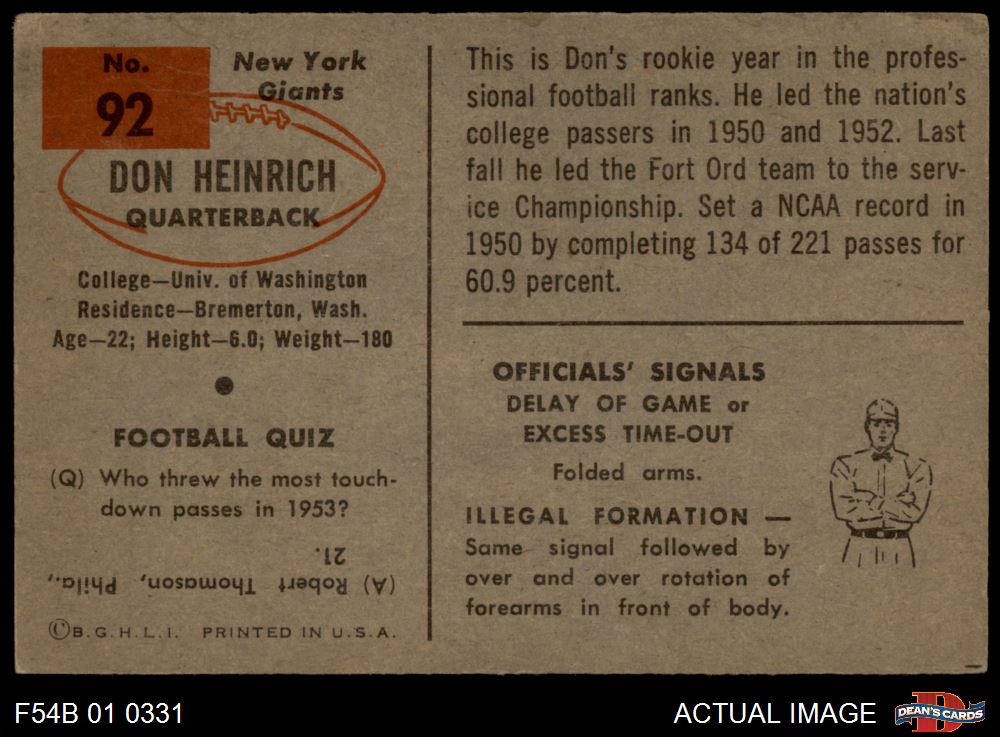 No.
92
New York
Giants
DON HEINRICH
QUARTERBACK
College—Univ. of Washington
Residence—Bremerton, Wash.
Age—22; Height—6.0; Weight—180
FOOTBALL QUIZ
(Q) Who threw the most touch-
down passes in 1953?
(A) Robert Thomason, Phila.,
21.
©B.G.H.L.I. PRINTED IN U.S.A.
This is Don's rookie year in the profes-
sional football ranks. He led the nation's
college passers in 1950 and 1952. Last
fall he led the Fort Ord team to the serv-
ice Championship. Set a NCAA record in
1950 by completing 134 of 221 passes for
60.9 percent.
OFFICIALS' SIGNALS
DELAY OF GAME or
EXCESS TIME-OUT
Folded arms.
ILLEGAL FORMATION —
Same signal followed by
over and over rotation of
forearms in front of body.
F54B 01 0331
ACTUAL IMAGE
DEAN'S CARDS